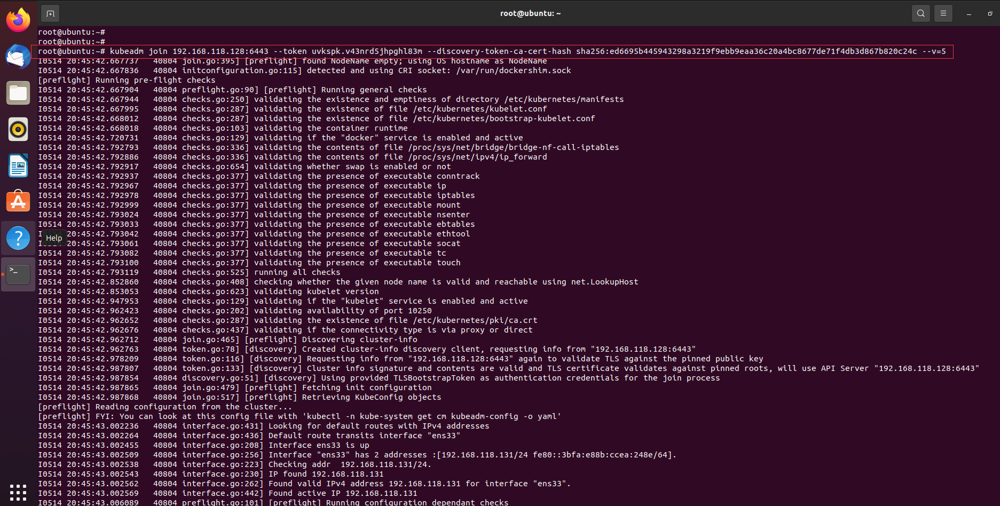 root@ubuntu: ~
root@ubuntu:~#
root@ubuntu:~#
root@ubuntu:~# kubeadm join 192.168.118.128:6443 --token uvkspk.v43nrd5jhpghl83m --discovery-token-ca-cert-hash sha256:ed6695b445943298a3219f9ebb9eaa36c20a4bc8677de71f4db3d867b820c24c --v=5
I0514 20:45:42.667737   40804 join.go:395] [preflight] found NodeName empty; using OS hostname as NodeName
I0514 20:45:42.667836   40804 initconfiguration.go:115] detected and using CRI socket: /var/run/dockershim.sock
[preflight] Running pre-flight checks
I0514 20:45:42.667904   40804 preflight.go:90] [preflight] Running general checks
I0514 20:45:42.667944   40804 checks.go:250] validating the existence and emptiness of directory /etc/kubernetes/manifests
I0514 20:45:42.667995   40804 checks.go:287] validating the existence of file /etc/kubernetes/kubelet.conf
I0514 20:45:42.668012   40804 checks.go:287] validating the existence of file /etc/kubernetes/bootstrap-kubelet.conf
I0514 20:45:42.668018   40804 checks.go:103] validating the container runtime
I0514 20:45:42.720731   40804 checks.go:129] validating if the "docker" service is enabled and active
I0514 20:45:42.792793   40804 checks.go:336] validating the contents of file /proc/sys/net/bridge/bridge-nf-call-iptables
I0514 20:45:42.792886   40804 checks.go:336] validating the contents of file /proc/sys/net/ipv4/ip_forward
I0514 20:45:42.792917   40804 checks.go:654] validating whether swap is enabled or not
I0514 20:45:42.792937   40804 checks.go:377] validating the presence of executable conntrack
I0514 20:45:42.792967   40804 checks.go:377] validating the presence of executable ip
I0514 20:45:42.792978   40804 checks.go:377] validating the presence of executable iptables
I0514 20:45:42.792999   40804 checks.go:377] validating the presence of executable mount
I0514 20:45:42.793024   40804 checks.go:377] validating the presence of executable nsenter
I0514 20:45:42.793033   40804 checks.go:377] validating the presence of executable ebtables
I0514 20:45:42.793042   40804 checks.go:377] validating the presence of executable ethtool
Help
I0514 20:45:42.793061   40804 checks.go:377] validating the presence of executable socat
I0514 20:45:42.793082   40804 checks.go:377] validating the presence of executable tc
I0514 20:45:42.793100   40804 checks.go:377] validating the presence of executable touch
I0514 20:45:42.793119   40804 checks.go:525] running all checks
I0514 20:45:42.852860   40804 checks.go:408] checking whether the given node name is valid and reachable using net.LookupHost
I0514 20:45:42.853053   40804 checks.go:623] validating kubelet version
I0514 20:45:42.947953   40804 checks.go:129] validating if the "kubelet" service is enabled and active
I0514 20:45:42.962423   40804 checks.go:202] validating availability of port 10250
I0514 20:45:42.962652   40804 checks.go:287] validating the existence of file /etc/kubernetes/pki/ca.crt
I0514 20:45:42.962676   40804 checks.go:437] validating if the connectivity type is via proxy or direct
I0514 20:45:42.962712   40804 join.go:465] [preflight] Discovering cluster-info
I0514 20:45:42.962763   40804 token.go:78] [discovery] Created cluster-info discovery client, requesting info from "192.168.118.128:6443"
I0514 20:45:42.978209   40804 token.go:116] [discovery] Requesting info from "192.168.118.128:6443" again to validate TLS against the pinned public key
I0514 20:45:42.987807   40804 token.go:133] [discovery] Cluster info signature and contents are valid and TLS certificate validates against pinned roots, will use API Server "192.168.118.128:6443"
I0514 20:45:42.987854   40804 discovery.go:51] [discovery] Using provided TLSBootstrapToken as authentication credentials for the join process
I0514 20:45:42.987865   40804 join.go:479] [preflight] Fetching init configuration
I0514 20:45:42.987868   40804 join.go:517] [preflight] Retrieving KubeConfig objects
[preflight] Reading configuration from the cluster...
[preflight] FYI: You can look at this config file with 'kubectl -n kube-system get cm kubeadm-config -o yaml'
I0514 20:45:43.002236   40804 interface.go:431] Looking for default routes with IPv4 addresses
I0514 20:45:43.002264   40804 interface.go:436] Default route transits interface "ens33"
I0514 20:45:43.002455   40804 interface.go:208] Interface ens33 is up
I0514 20:45:43.002509   40804 interface.go:256] Interface "ens33" has 2 addresses :[192.168.118.131/24 fe80::3bfa:e88b:ccea:248e/64].
I0514 20:45:43.002538   40804 interface.go:223] Checking addr  192.168.118.131/24.
I0514 20:45:43.002543   40804 interface.go:230] IP found 192.168.118.131
I0514 20:45:43.002562   40804 interface.go:262] Found valid IPv4 address 192.168.118.131 for interface "ens33".
I0514 20:45:43.002569   40804 interface.go:442] Found active IP 192.168.118.131
I0514 20:45:43.006089   40804 preflight.go:101] [preflight] Running configuration dependant checks